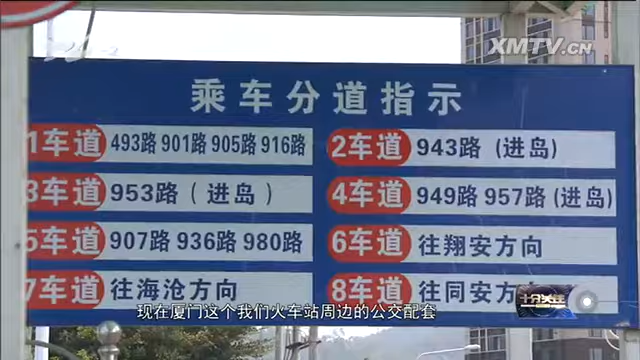 XMTV.CN
乘车分道指示
1车道 493路 901路 905路 916路
2车道 943路 (进岛)
3车道 953路 (进岛)
4车道 949路 957路 (进岛)
5车道 907路 936路 980路
6车道 往翔安方向
7车道 往海沧方向
8车道 往同安方
十分关注
现在厦门这个我们火车站周边的公交配套